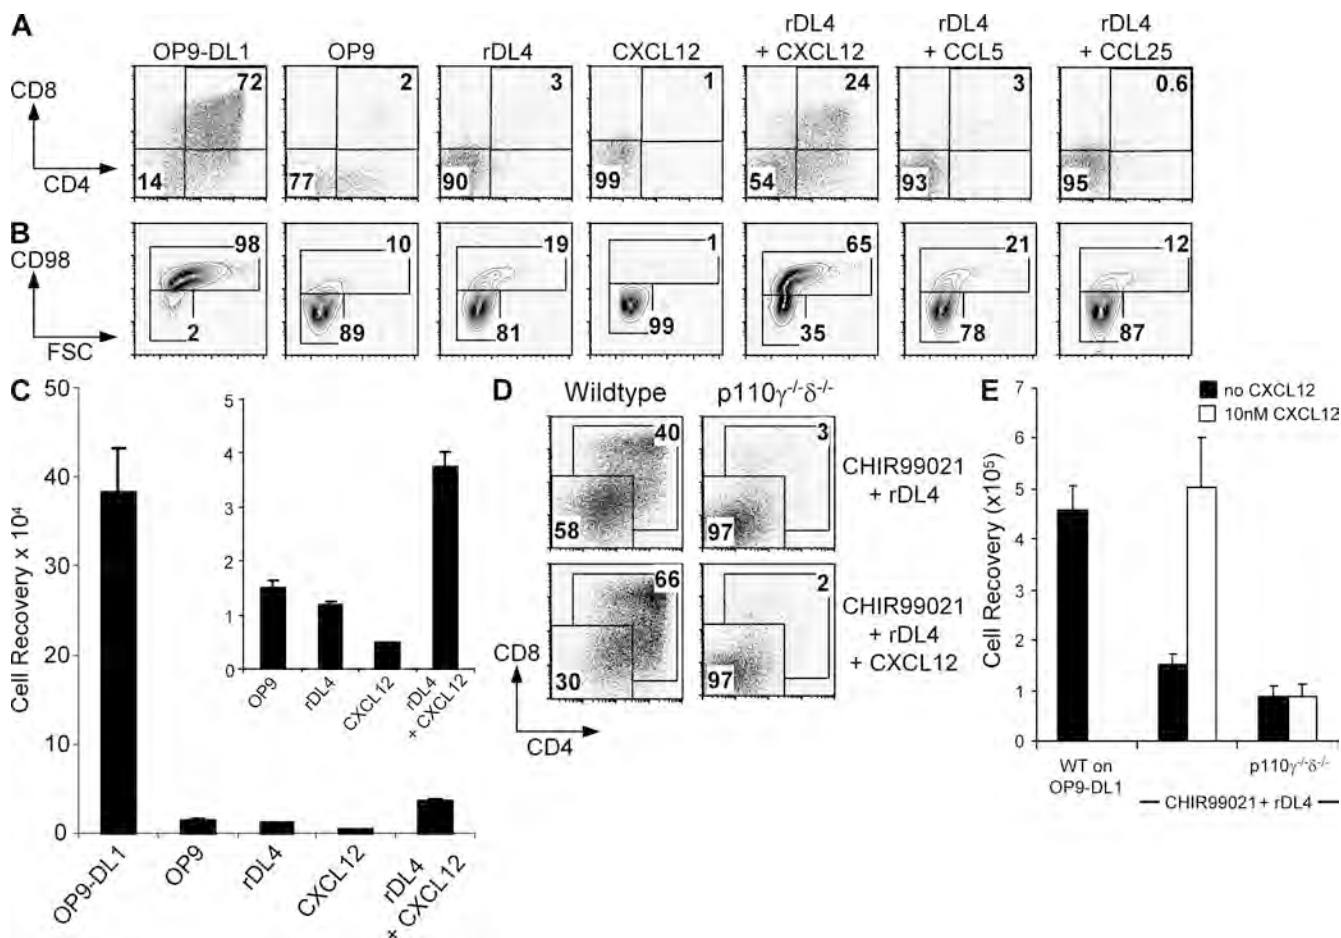 A
OP9-DL1
OP9
rDL4
CXCL12
rDL4
+ CXCL12
rDL4
+ CCL5
rDL4
+ CCL25
CD8
CD4
72
14
2
77
3
90
1
99
24
54
3
93
0.6
95
B
CD98
FSC
98
2
10
89
19
81
1
99
65
35
21
78
12
87
C
Cell Recovery x 10⁴
50
40
30
20
10
0
OP9-DL1
OP9
rDL4
CXCL12
rDL4
+ CXCL12
5
4
3
2
1
0
OP9
rDL4
CXCL12
rDL4
+ CXCL12
D
Wildtype
p110γ⁻/⁻δ⁻/⁻
40
58
3
97
CHIR99021
+ rDL4
66
30
2
97
CHIR99021
+ rDL4
+ CXCL12
CD8
CD4
E
no CXCL12
10nM CXCL12
Cell Recovery (x10⁵)
7
6
5
4
3
2
1
0
WT on
OP9-DL1
p110γ⁻/⁻δ⁻/⁻
CHIR99021 + rDL4